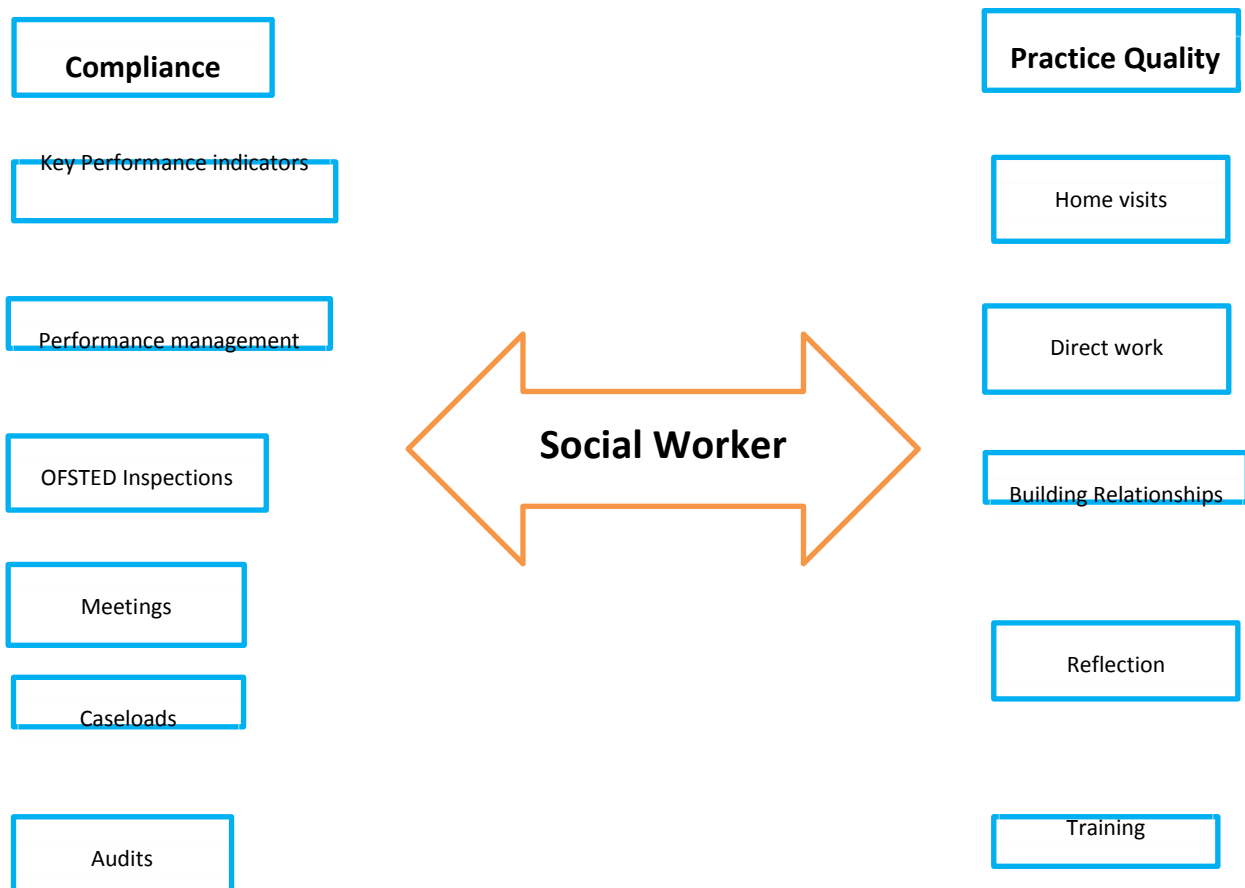 Compliance
Key Performance indicators
Performance management
OFSTED Inspections
Meetings
Caseloads
Audits
Social Worker
Practice Quality
Home visits
Direct work
Building Relationships
Reflection
Training